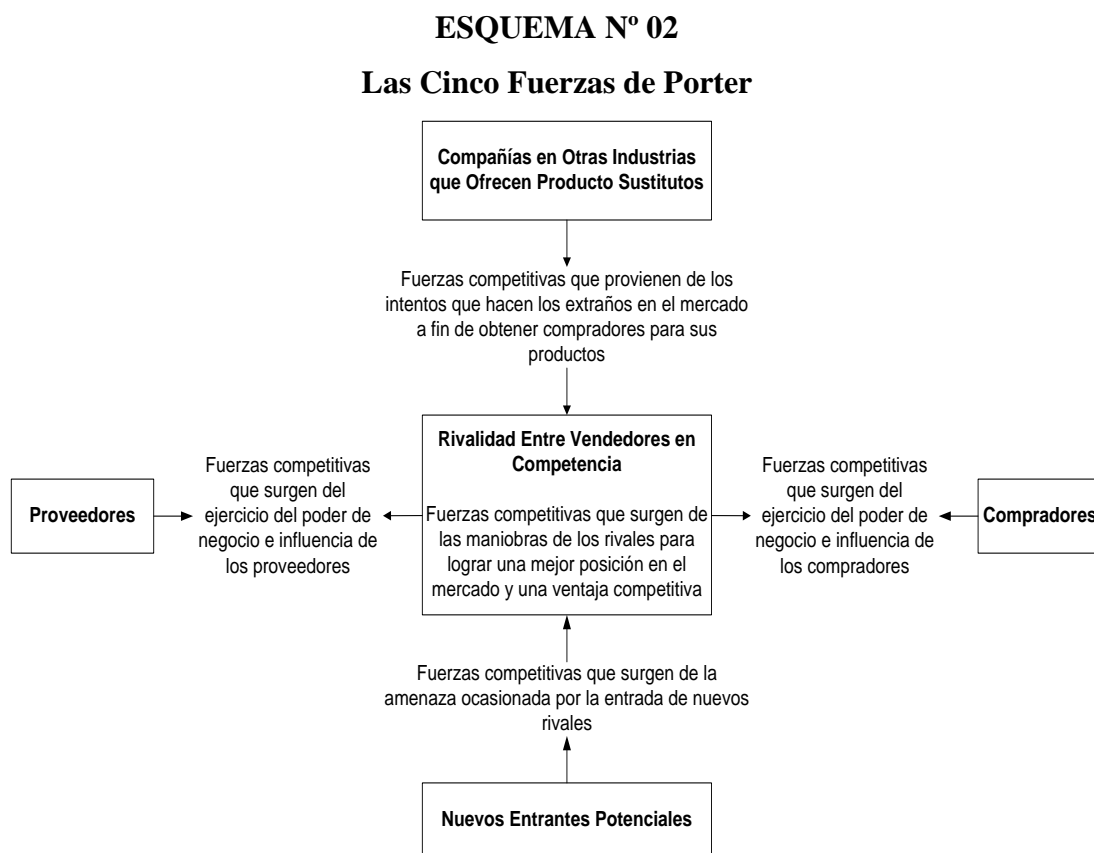 ESQUEMA Nº 02
Las Cinco Fuerzas de Porter
Compañías en Otras Industrias
que Ofrecen Producto Sustitutos
Fuerzas competitivas que provienen de los
intentos que hacen los extraños en el mercado
a fin de obtener compradores para sus
productos
Proveedores
Fuerzas competitivas
que surgen del
ejercicio del poder de
negocio e influencia de
los proveedores
Rivalidad Entre Vendedores en
Competencia
Fuerzas competitivas que surgen de
las maniobras de los rivales para
lograr una mejor posición en el
mercado y una ventaja competitiva
Fuerzas competitivas
que surgen del
ejercicio del poder de
negocio e influencia de
los compradores
Compradores
Fuerzas competitivas que surgen de la
amenaza ocasionada por la entrada de nuevos
rivales
Nuevos Entrantes Potenciales